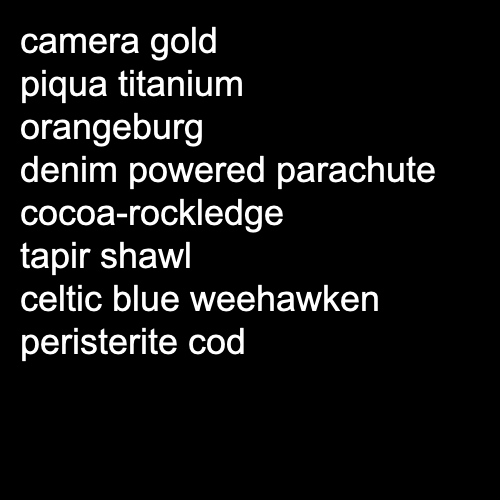 camera gold
piqua titanium
orangeburg
denim powered parachute
cocoa-rockledge
tapir shawl
celtic blue weehawken
peristerite cod